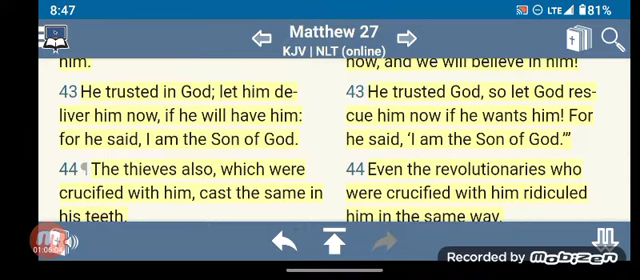 8:47
LTE 81%
Matthew 27
KJV | NLT (online)
him.
43 He trusted in God; let him de-
liver him now, if he will have him:
for he said, I am the Son of God.
44 ¶ The thieves also, which were
crucified with him, cast the same in
his teeth.
now, and we will believe in him!
43 He trusted God, so let God res-
cue him now if he wants him! For
he said, ‘I am the Son of God.’”
44 Even the revolutionaries who
were crucified with him ridiculed
him in the same way.
Recorded by
Mobizen